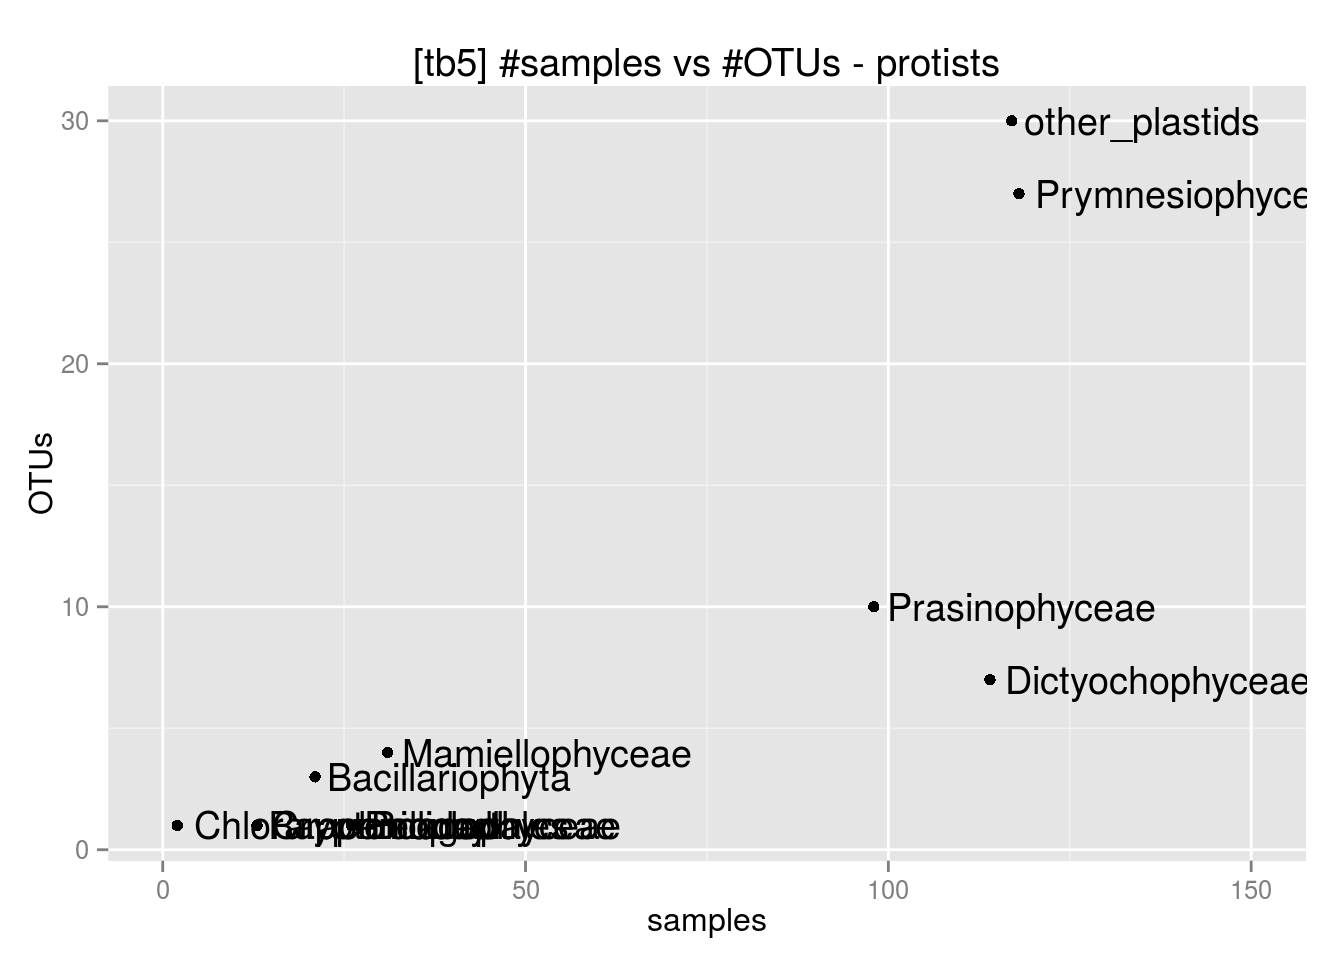 [tb5] #samples vs #OTUs - protists
30
other_plastids
Prymnesiophyce
20
OTUs
10
Prasinophyceae
Dictyochophyceae
Mamiellophyceae
Bacillariophyta
0
0 50 100 150
samples